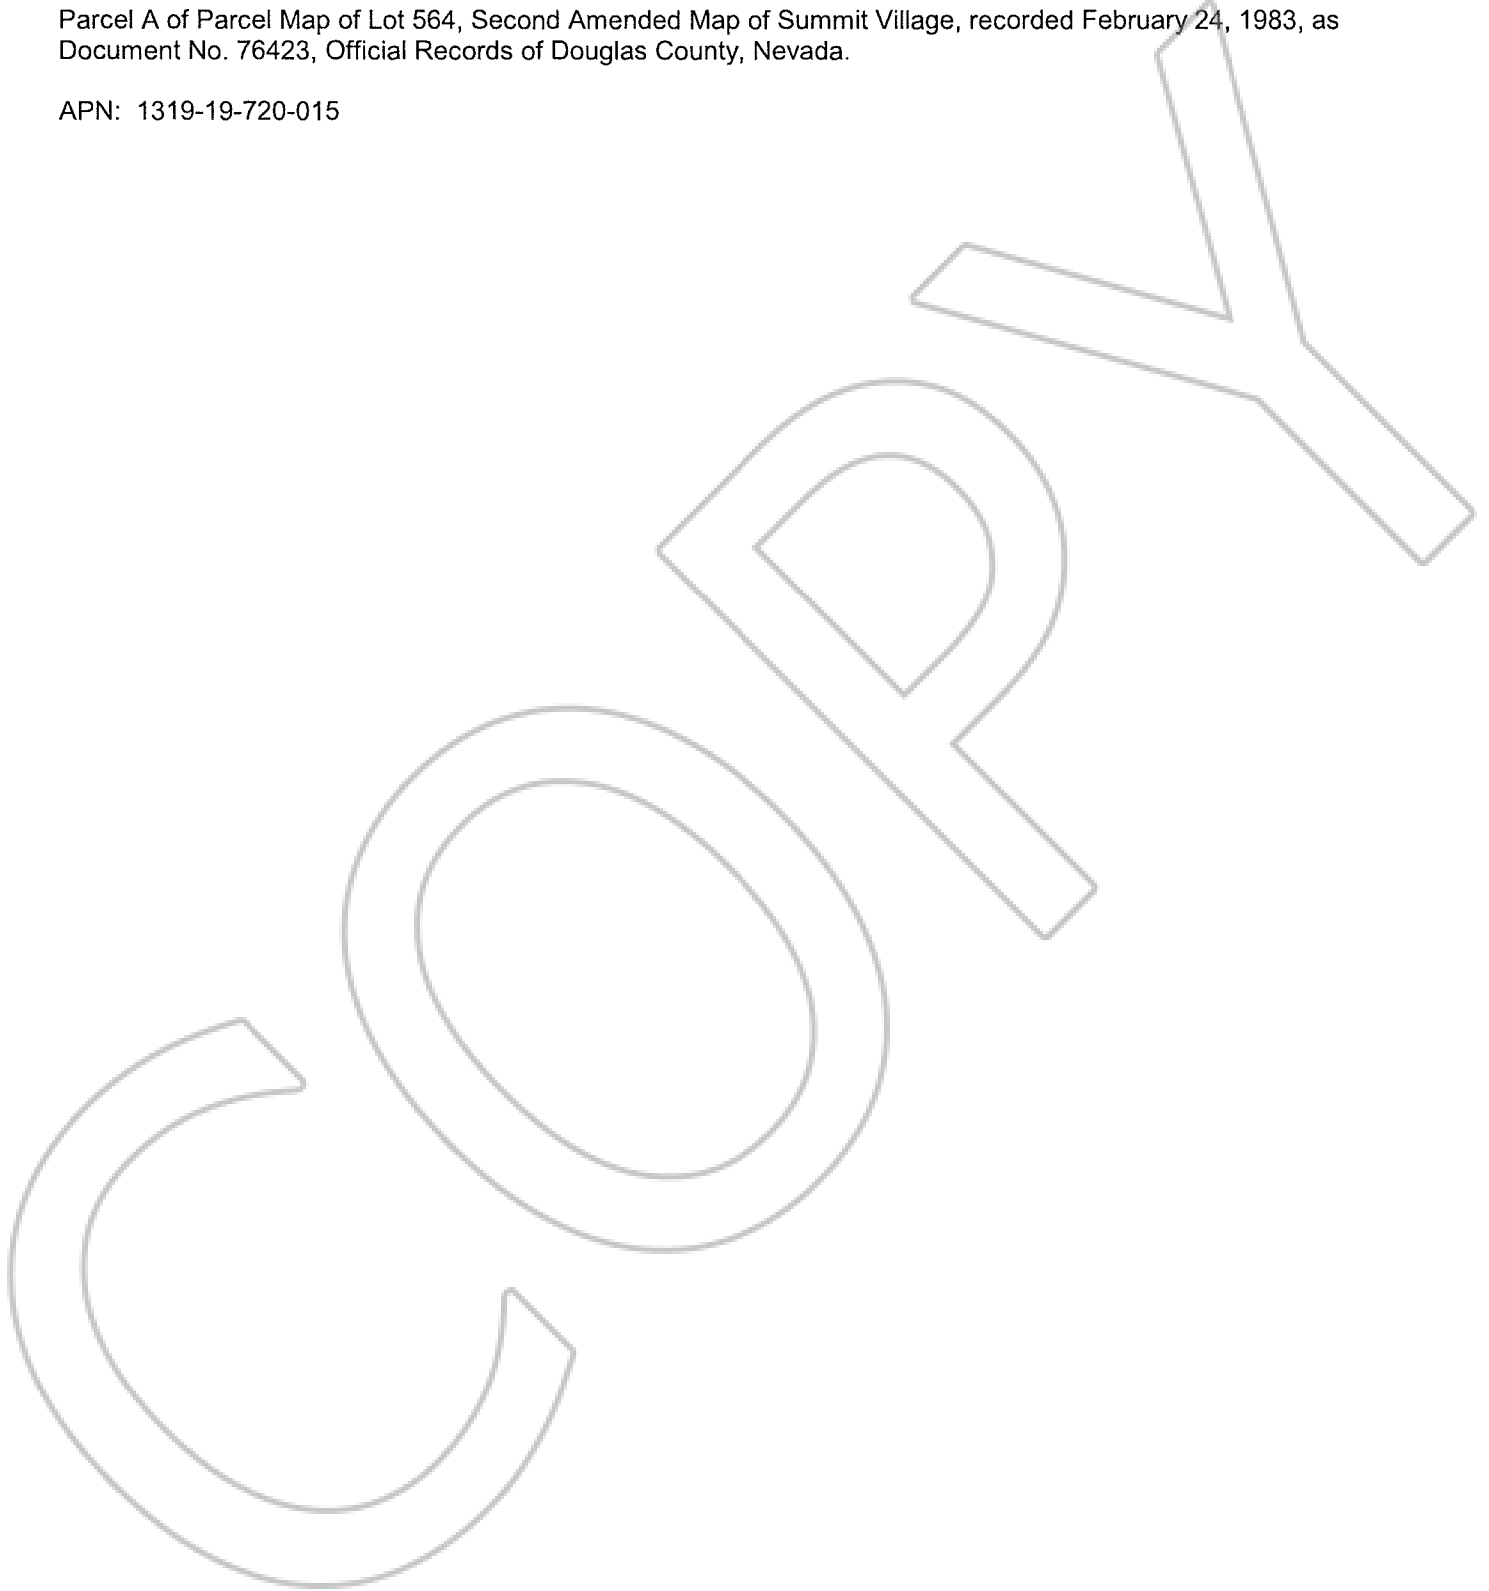 Parcel A of Parcel Map of Lot 564, Second Amended Map of Summit Village, recorded February 24, 1983, as
Document No. 76423, Official Records of Douglas County, Nevada.
APN: 1319-19-720-015
COPY